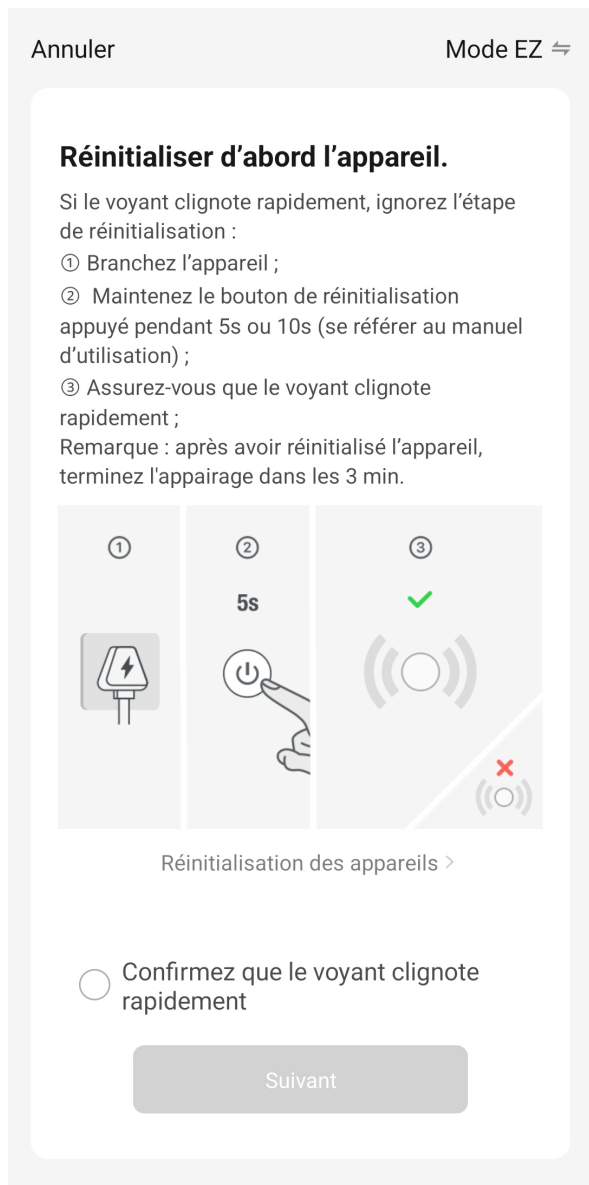 Annuler
Mode EZ
Réinitialiser d’abord l’appareil.
Si le voyant clignote rapidement, ignorez l’étape
de réinitialisation :
① Branchez l’appareil ;
② Maintenez le bouton de réinitialisation
appuyé pendant 5s ou 10s (se référer au manuel
d’utilisation) ;
③ Assurez-vous que le voyant clignote
rapidement ;
Remarque : après avoir réinitialisé l’appareil,
terminez l'appairage dans les 3 min.
① ② ③
5s
Réinitialisation des appareils >
Confirmez que le voyant clignote
rapidement
Suivant